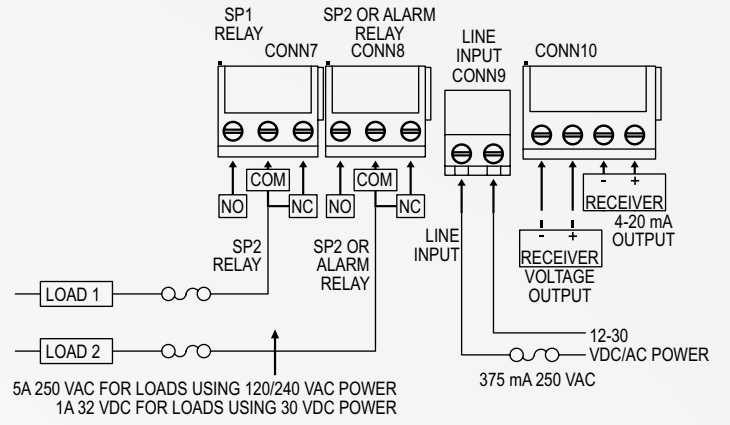 SP1
RELAY
CONN7
SP2 OR ALARM
RELAY
CONN8
LINE
INPUT
CONN9
CONN10
COM
NO
NC
COM
NO
NC
- +
RECEIVER
4-20 mA
OUTPUT
- +
RECEIVER
VOLTAGE
OUTPUT
SP2
RELAY
SP2 OR
ALARM
RELAY
LINE
INPUT
LOAD 1
LOAD 2
12-30
VDC/AC POWER
375 mA 250 VAC
5A 250 VAC FOR LOADS USING 120/240 VAC POWER
1A 32 VDC FOR LOADS USING 30 VDC POWER